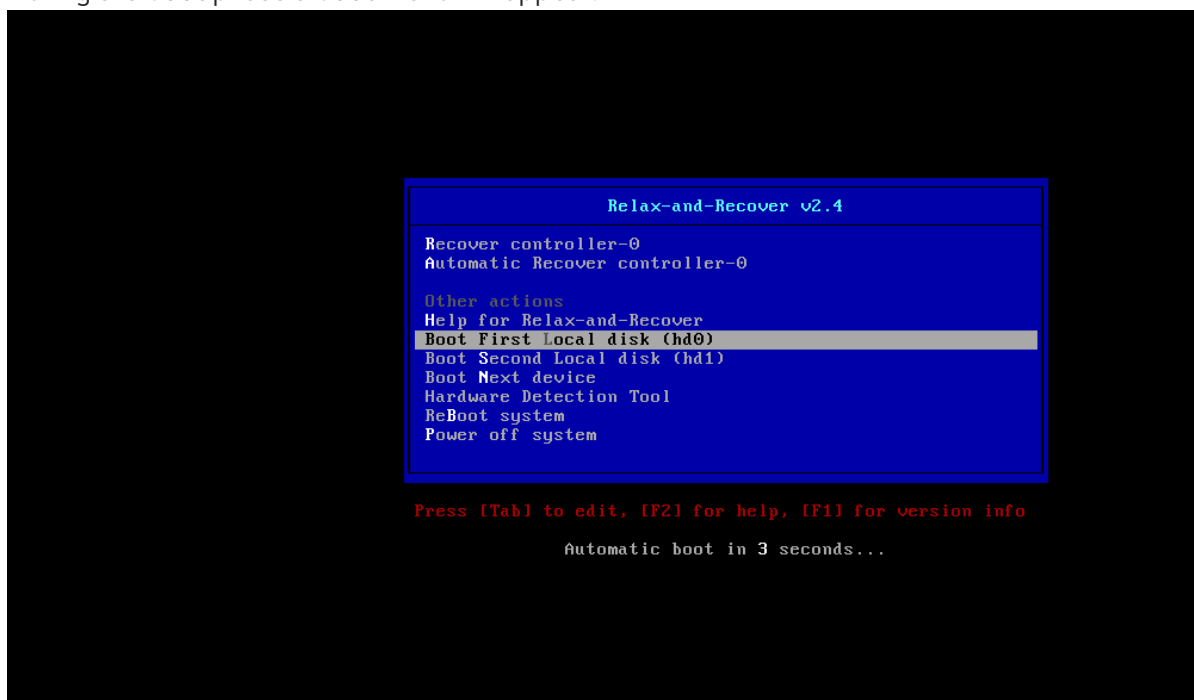 Relax-and-Recover v2.4
Recover controller-0
Automatic Recover controller-0
Other actions
Help for Relax-and-Recover
Boot First Local disk (hd0)
Boot Second Local disk (hd1)
Boot Next device
Hardware Detection Tool
ReBoot system
Power off system
Press [Tab] to edit, [F2] for help, [F1] for version info
Automatic boot in 3 seconds...